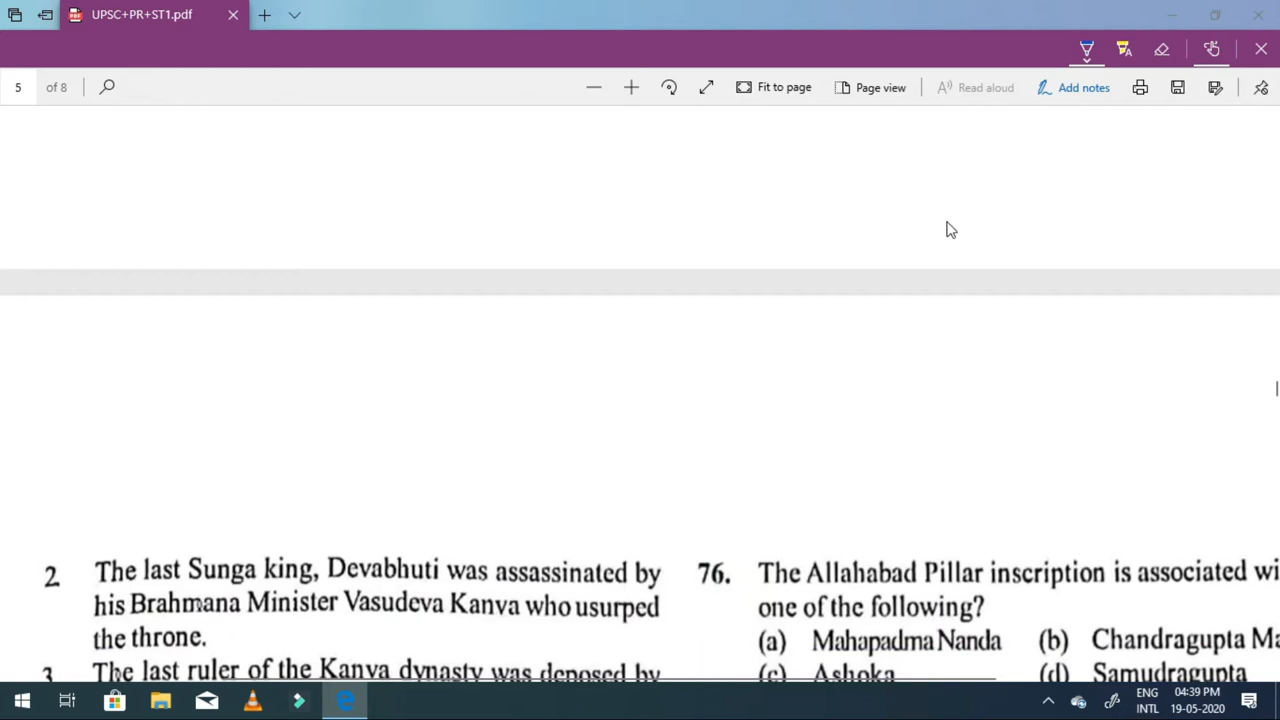 UPSC+PR+ST1.pdf
5 of 8
Fit to page
Page view
Read aloud
Add notes
2. The last Sunga king, Devabhuti was assassinated by
his Brahmana Minister Vasudeva Kanva who usurped
the throne.
3. The last ruler of the Kanva dynasty was deposed by
76. The Allahabad Pillar inscription is associated wi
one of the following?
(a) Mahapadma Nanda (b) Chandragupta Ma
(c) Ashoka (d) Samudragupta
ENG 04:39 PM
INTL 19-05-2020